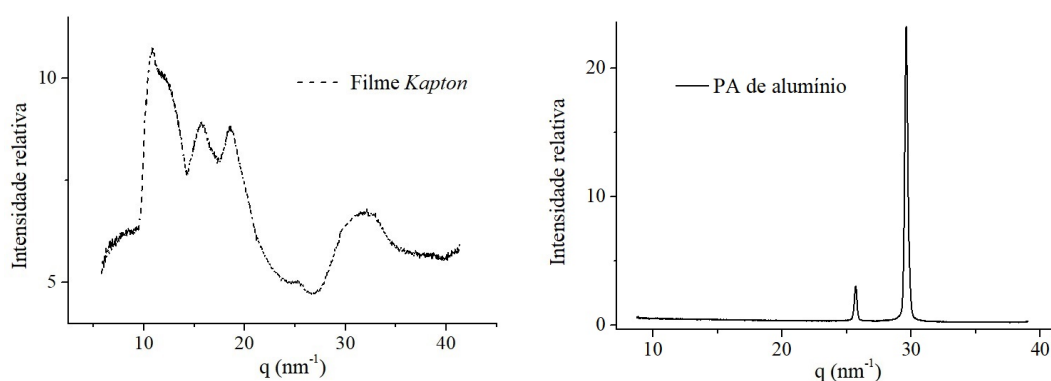 Intensidade relativa
10
5
Filme Kapton
10
20
30
40
q (nm-1)
Intensidade relativa
20
10
0
PA de alumínio
10
20
30
40
q (nm-1)